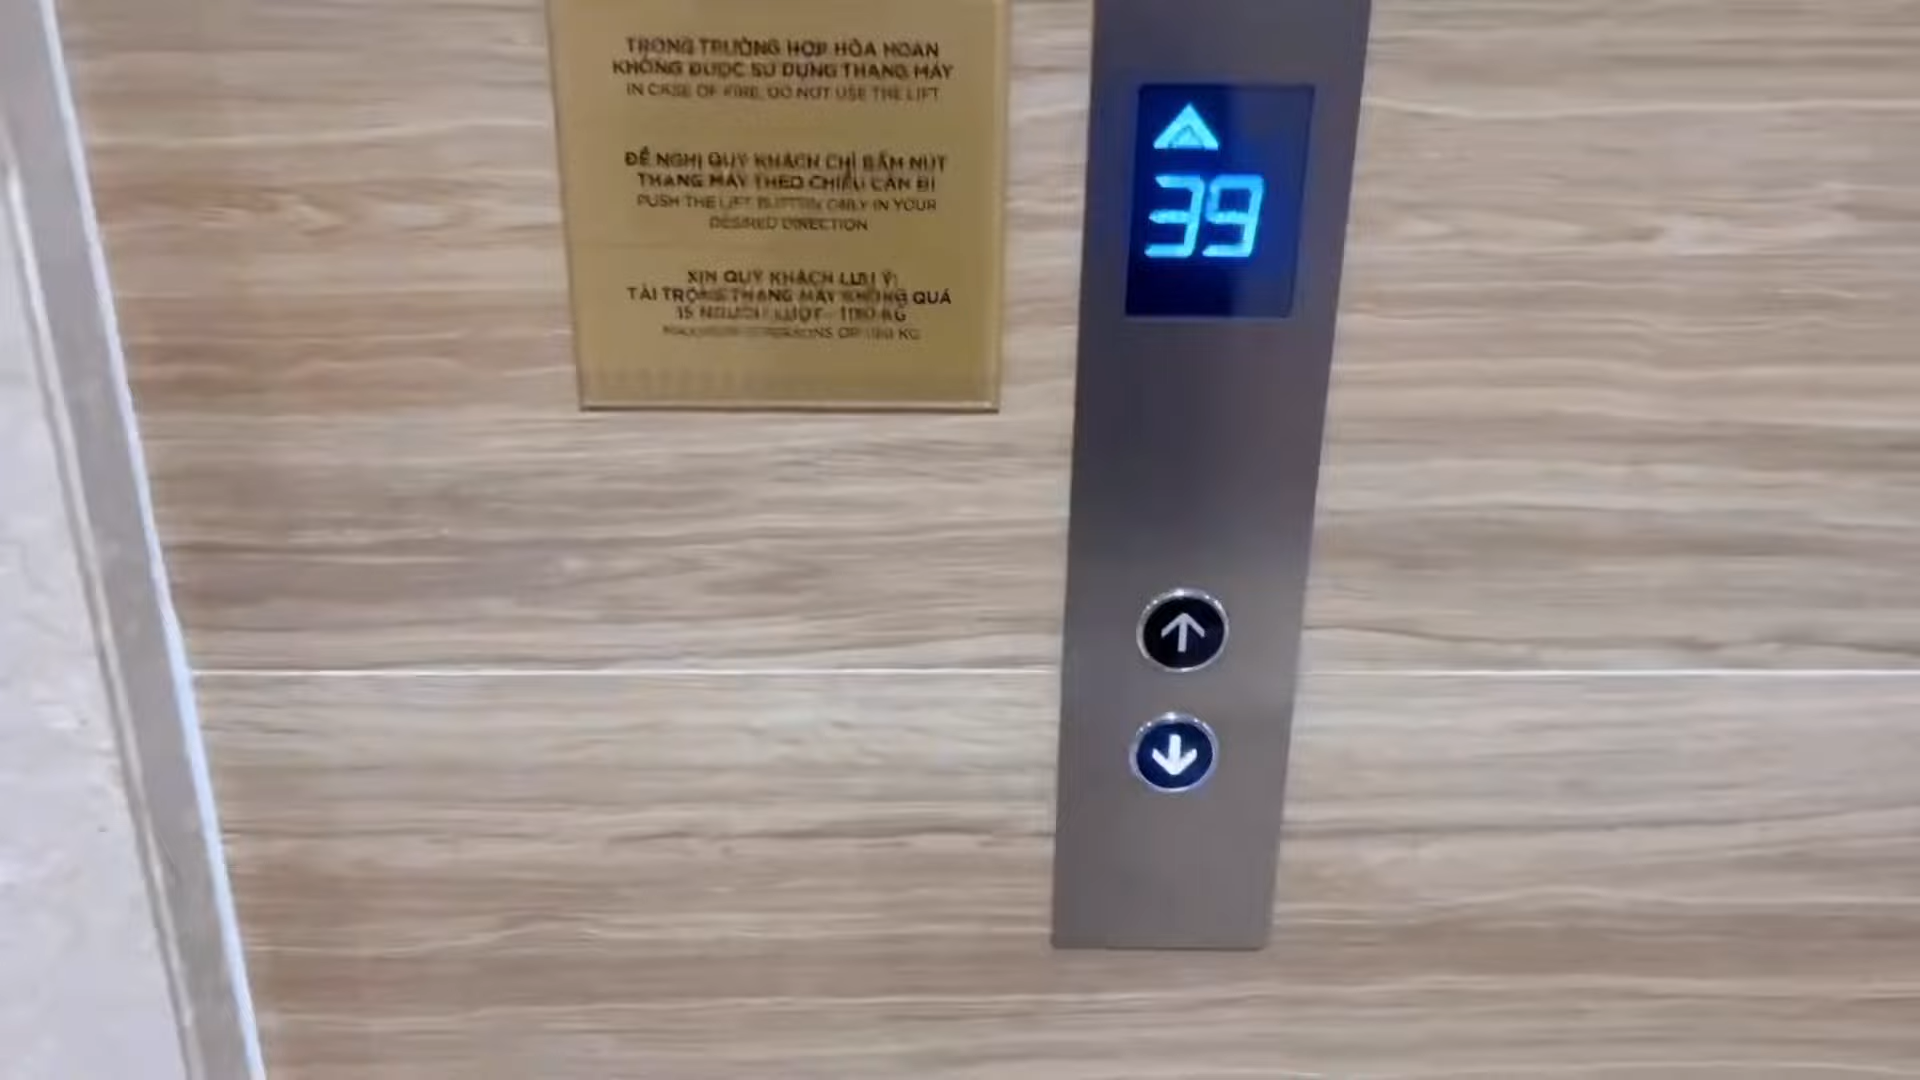 TRONG TRƯỜNG HỢP HỎA HOẠN
KHÔNG ĐƯỢC SỬ DỤNG THANG MÁY
IN CASE OF FIRE, DO NOT USE THE LIFT
ĐỀ NGHỊ QUÝ KHÁCH CHỈ BẤM NÚT
THANG MÁY THEO CHIỀU CẦN ĐI
PUSH THE LIFT BUTTON ONLY IN YOUR
DESIRED DIRECTION
XIN QUÝ KHÁCH LƯU Ý:
TẢI TRỌNG THANG MÁY KHÔNG QUÁ
15 NGƯỜI / LƯỢT - KG
PERSONS OR KG
39